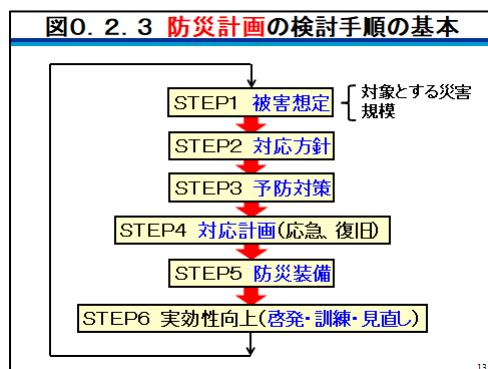 図0．2．3 防災計画の検討手順の基本
STEP1 被害想定
対象とする災害
規模
STEP2 対応方針
STEP3 予防対策
STEP4 対応計画(応急、復旧)
STEP5 防災装備
STEP6 実効性向上(啓発・訓練・見直し)
13